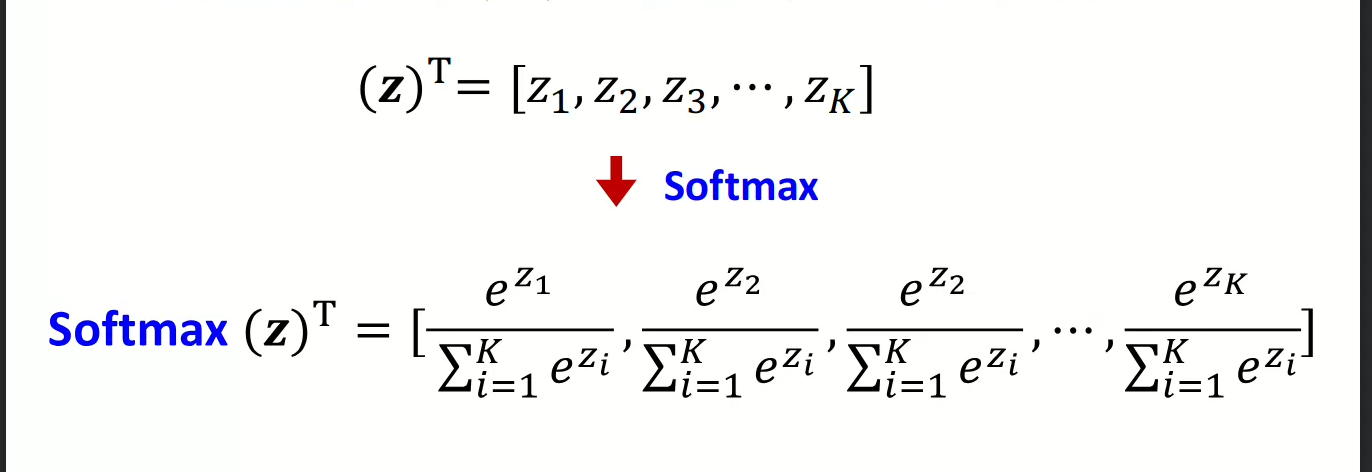 (𝒛)ᵀ= [z₁, z₂, z₃, ⋯ , z_K]
Softmax
Softmax (𝒛)ᵀ = [e^{z₁}/∑_{i=1}^{K} e^{z_i}, e^{z₂}/∑_{i=1}^{K} e^{z_i}, e^{z₂}/∑_{i=1}^{K} e^{z_i}, ⋯ , e^{z_K}/∑_{i=1}^{K} e^{z_i}]